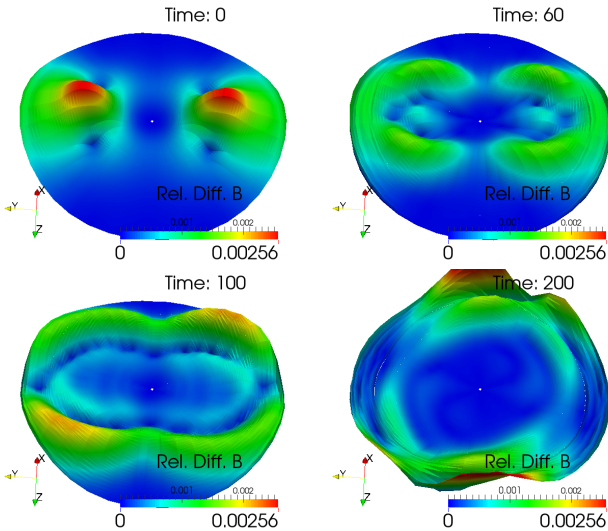 Time: 0
X
Y
Z
Rel. Diff. B
0.001
0.002
0
0.00256
Time: 60
X
Y
Z
Rel. Diff. B
0.001
0.002
0
0.00256
Time: 100
X
Y
Z
Rel. Diff. B
0.001
0.002
0
0.00256
Time: 200
X
Y
Z
Rel. Diff. B
0.001
0.002
0
0.00256